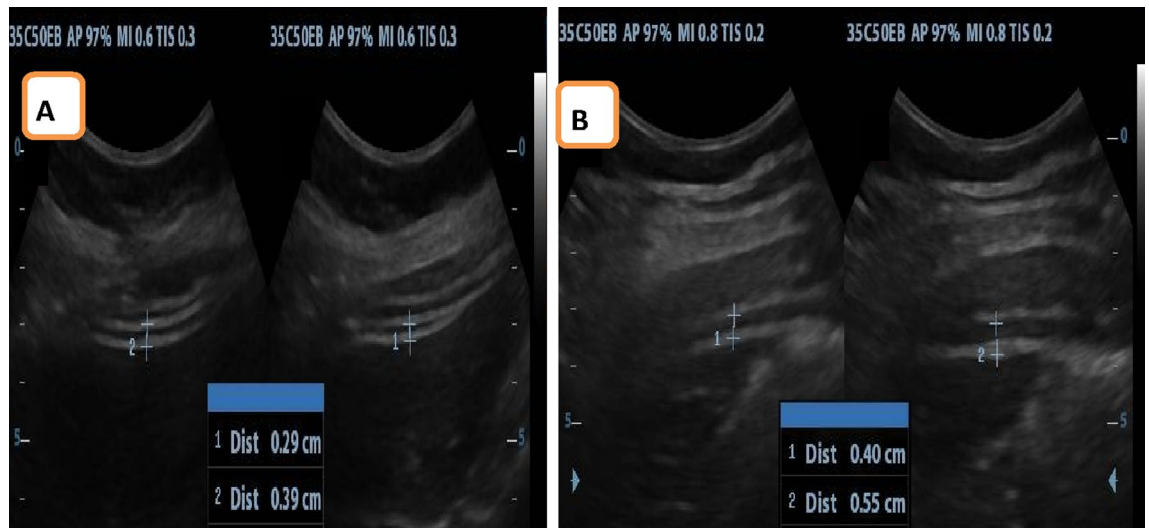 35C50EB AP 97% MI 0.6 TIS 0.3
35C50EB AP 97% MI 0.6 TIS 0.3
A
0
0
2
1
5
5
1 Dist 0.29 cm
2 Dist 0.39 cm
35C50EB AP 97% MI 0.8 TIS 0.2
35C50EB AP 97% MI 0.8 TIS 0.2
B
0
1
2
5
5
1 Dist 0.40 cm
2 Dist 0.55 cm